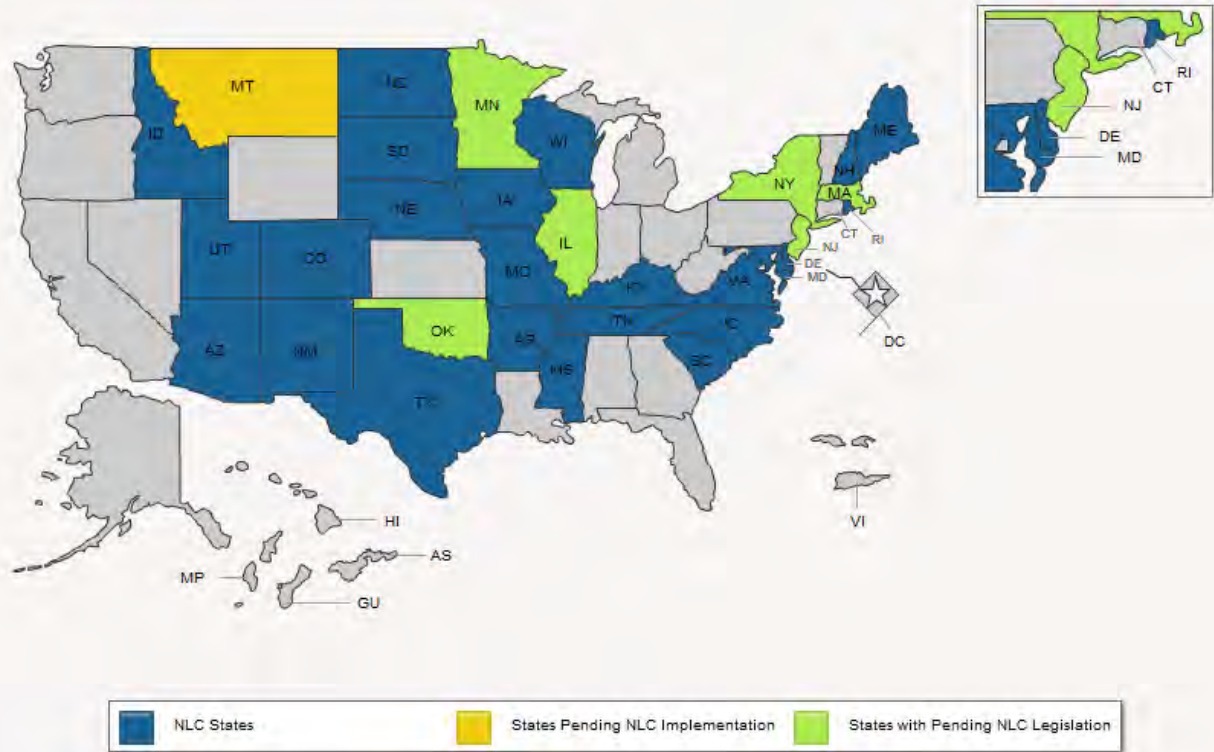 MT
MN
ID
SD
WI
ME
NH
NY
MA
NE
IA
UT
CO
IL
MO
NJ
CT
RI
DE
MD
KY
OK
AZ
NM
AR
TN
SC
MS
TX
DC
HI
AS
MP
GU
VI
RI
CT
NJ
DE
MD
NLC States
States Pending NLC Implementation
States with Pending NLC Legislation